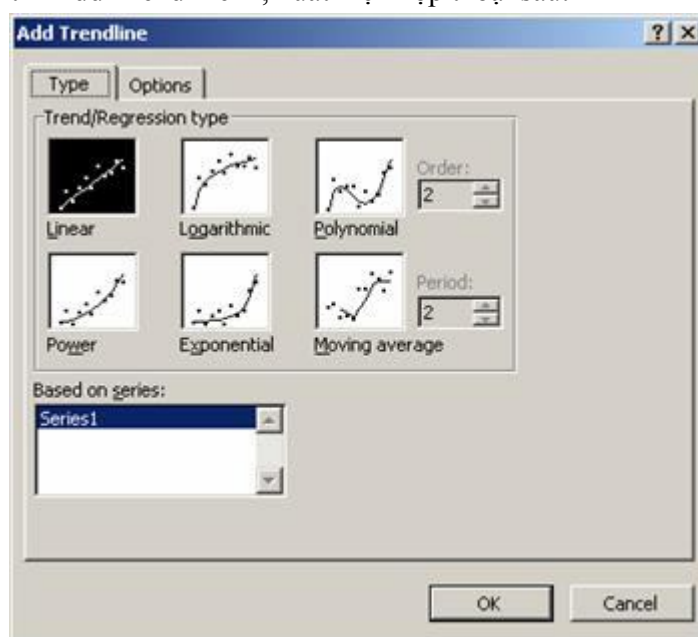 Add Trendline
Type Options
Trend/Regression type
Order:
2
Linear Logarithmic Polynomial
Period:
2
Power Exponential Moving average
Based on series:
Series1
OK Cancel